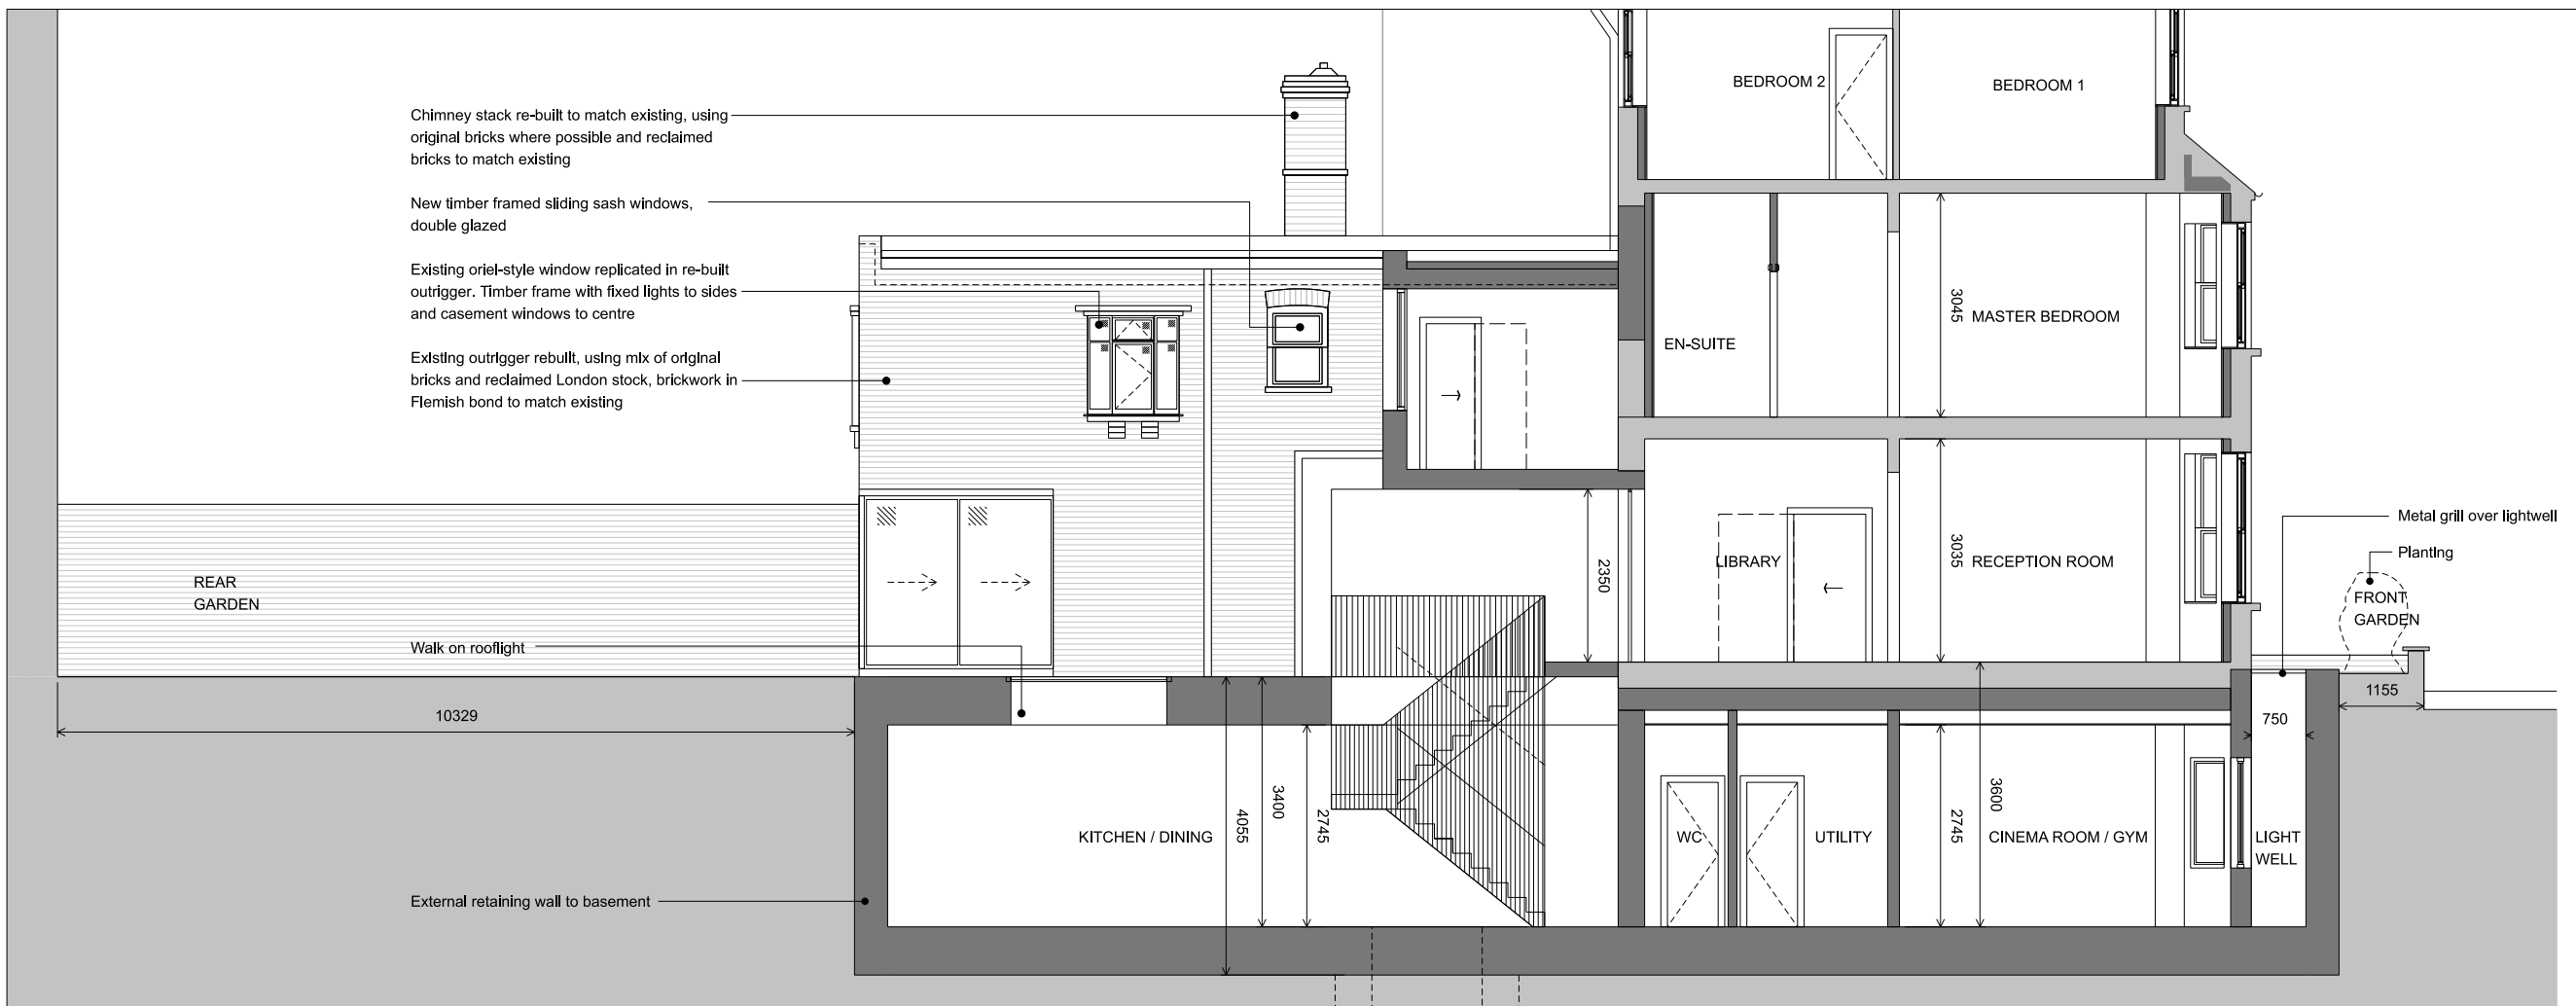 Chimney stack re-built to match existing, using
original bricks where possible and reclaimed
bricks to match existing
New timber framed sliding sash windows,
double glazed
Existing oriel-style window replicated in re-built
outrigger. Timber frame with fixed lights to sides
and casement windows to centre
Existing outrigger rebuilt, using mix of original
bricks and reclaimed London stock, brickwork in
Flemish bond to match existing
REAR
GARDEN
Walk on rooflight
10329
External retaining wall to basement
KITCHEN / DINING
4055
3400
2745
2350
BEDROOM 2
BEDROOM 1
EN-SUITE
3045
MASTER BEDROOM
LIBRARY
3035
RECEPTION ROOM
WC
UTILITY
2745
3600
CINEMA ROOM / GYM
LIGHT
WELL
750
1155
Metal grill over lightwell
Planting
FRONT
GARDEN